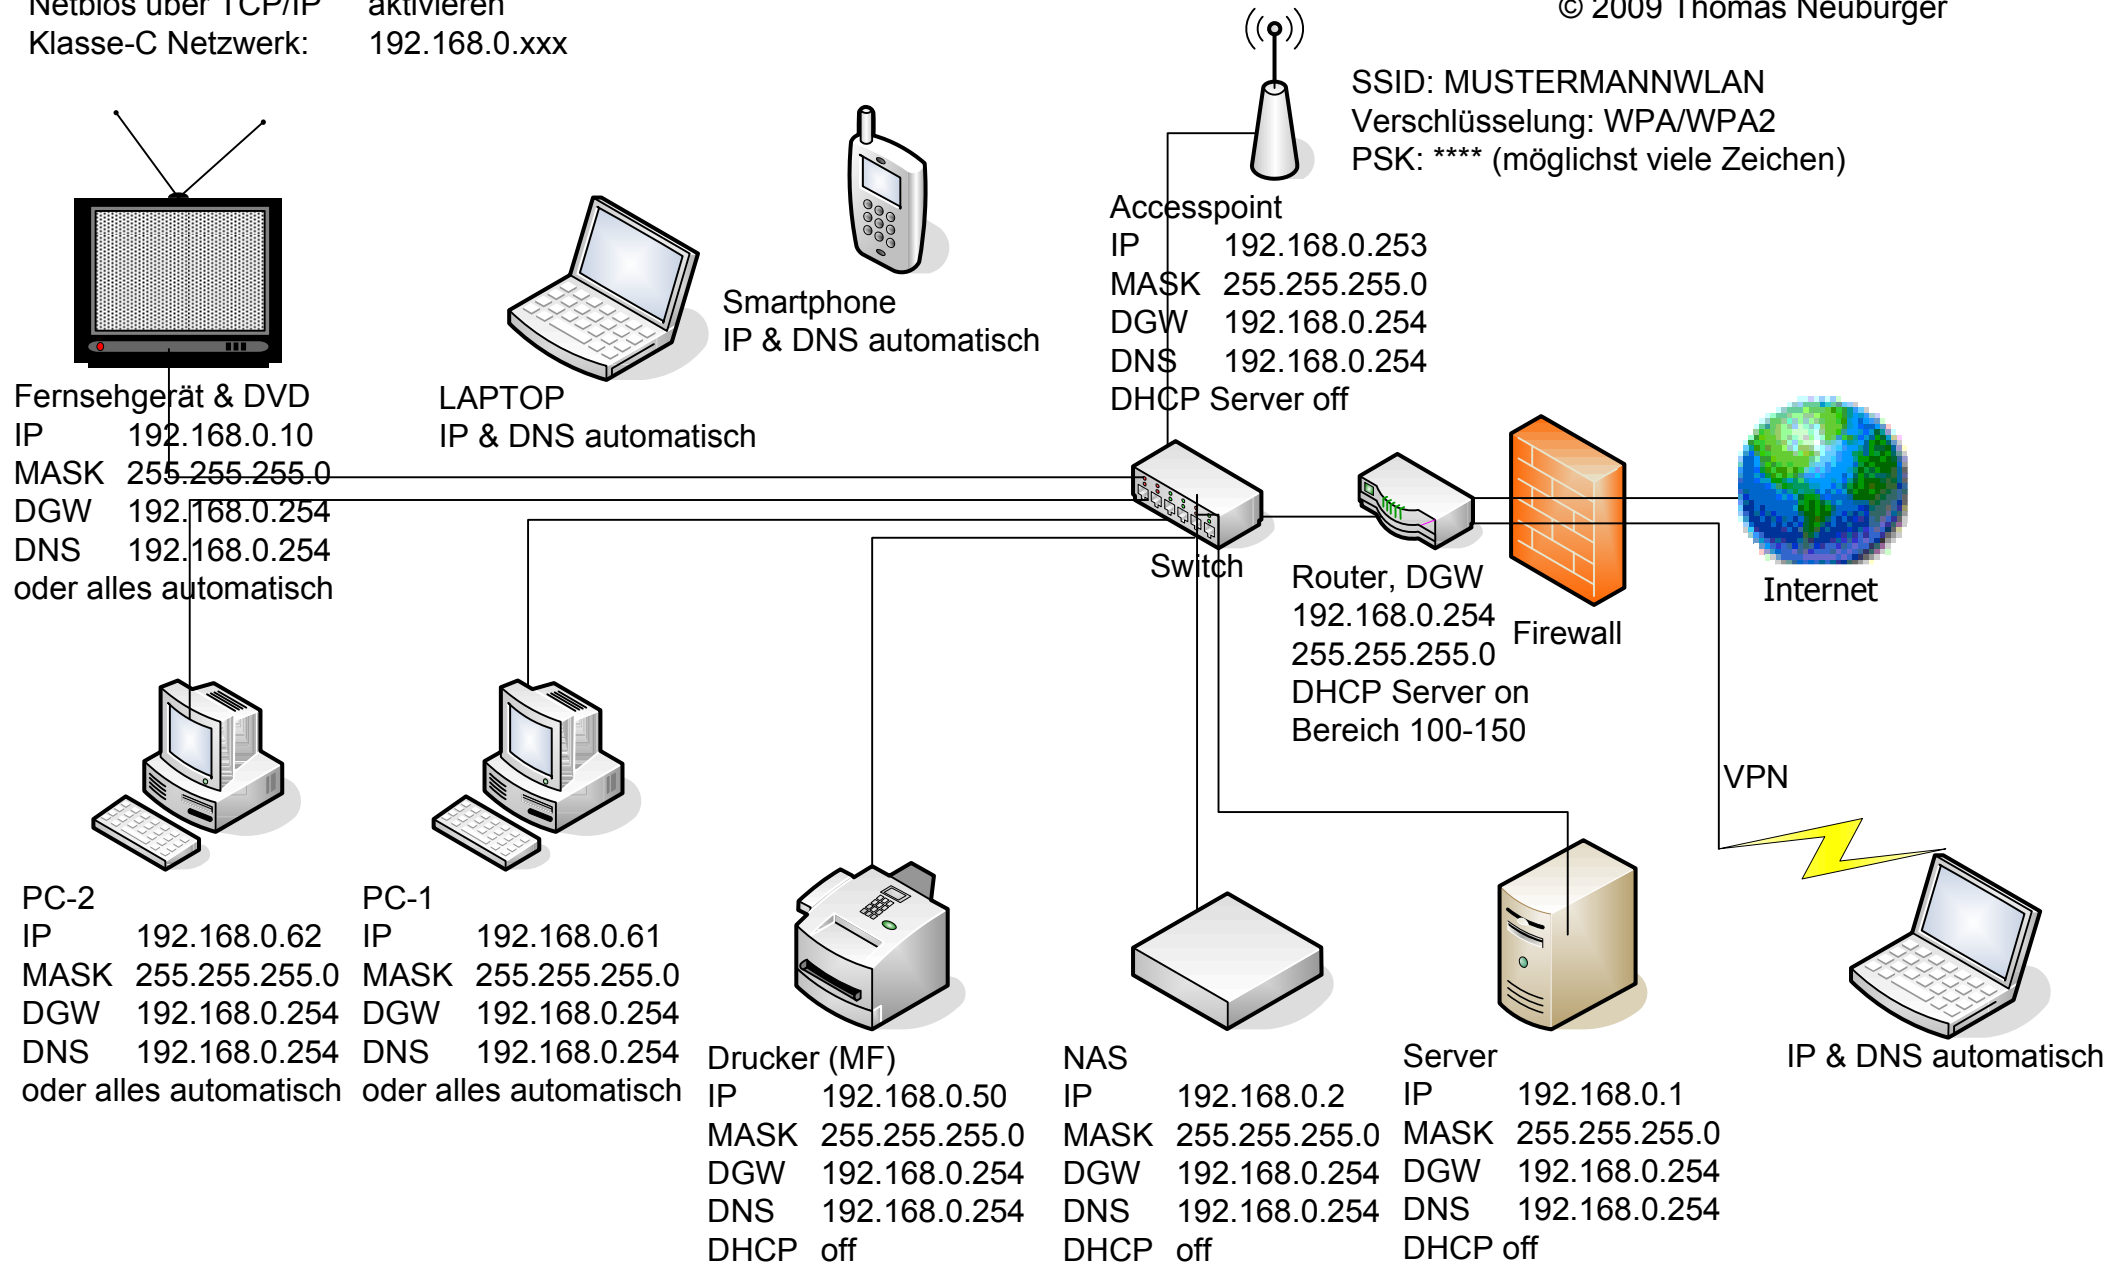 Netbios über TCP/IP aktivieren
Klasse-C Netzwerk: 192.168.0.xxx
© 2009 Thomas Neuburger
SSID: MUSTERMANNWLAN
Verschlüsselung: WPA/WPA2
PSK: **** (möglichst viele Zeichen)
Accesspoint
IP 192.168.0.253
MASK 255.255.255.0
DGW 192.168.0.254
DNS 192.168.0.254
DHCP Server off
Smartphone
IP & DNS automatisch
LAPTOP
IP & DNS automatisch
Fernsehgerät & DVD
IP 192.168.0.10
MASK 255.255.255.0
DGW 192.168.0.254
DNS 192.168.0.254
oder alles automatisch
Switch
Router, DGW
192.168.0.254
255.255.255.0
DHCP Server on
Bereich 100-150
Firewall
Internet
VPN
PC-2
IP 192.168.0.62
MASK 255.255.255.0
DGW 192.168.0.254
DNS 192.168.0.254
oder alles automatisch
PC-1
IP 192.168.0.61
MASK 255.255.255.0
DGW 192.168.0.254
DNS 192.168.0.254
oder alles automatisch
Drucker (MF)
IP 192.168.0.50
MASK 255.255.255.0
DGW 192.168.0.254
DNS 192.168.0.254
DHCP off
NAS
IP 192.168.0.2
MASK 255.255.255.0
DGW 192.168.0.254
DNS 192.168.0.254
DHCP off
Server
IP 192.168.0.1
MASK 255.255.255.0
DGW 192.168.0.254
DNS 192.168.0.254
DHCP off
IP & DNS automatisch